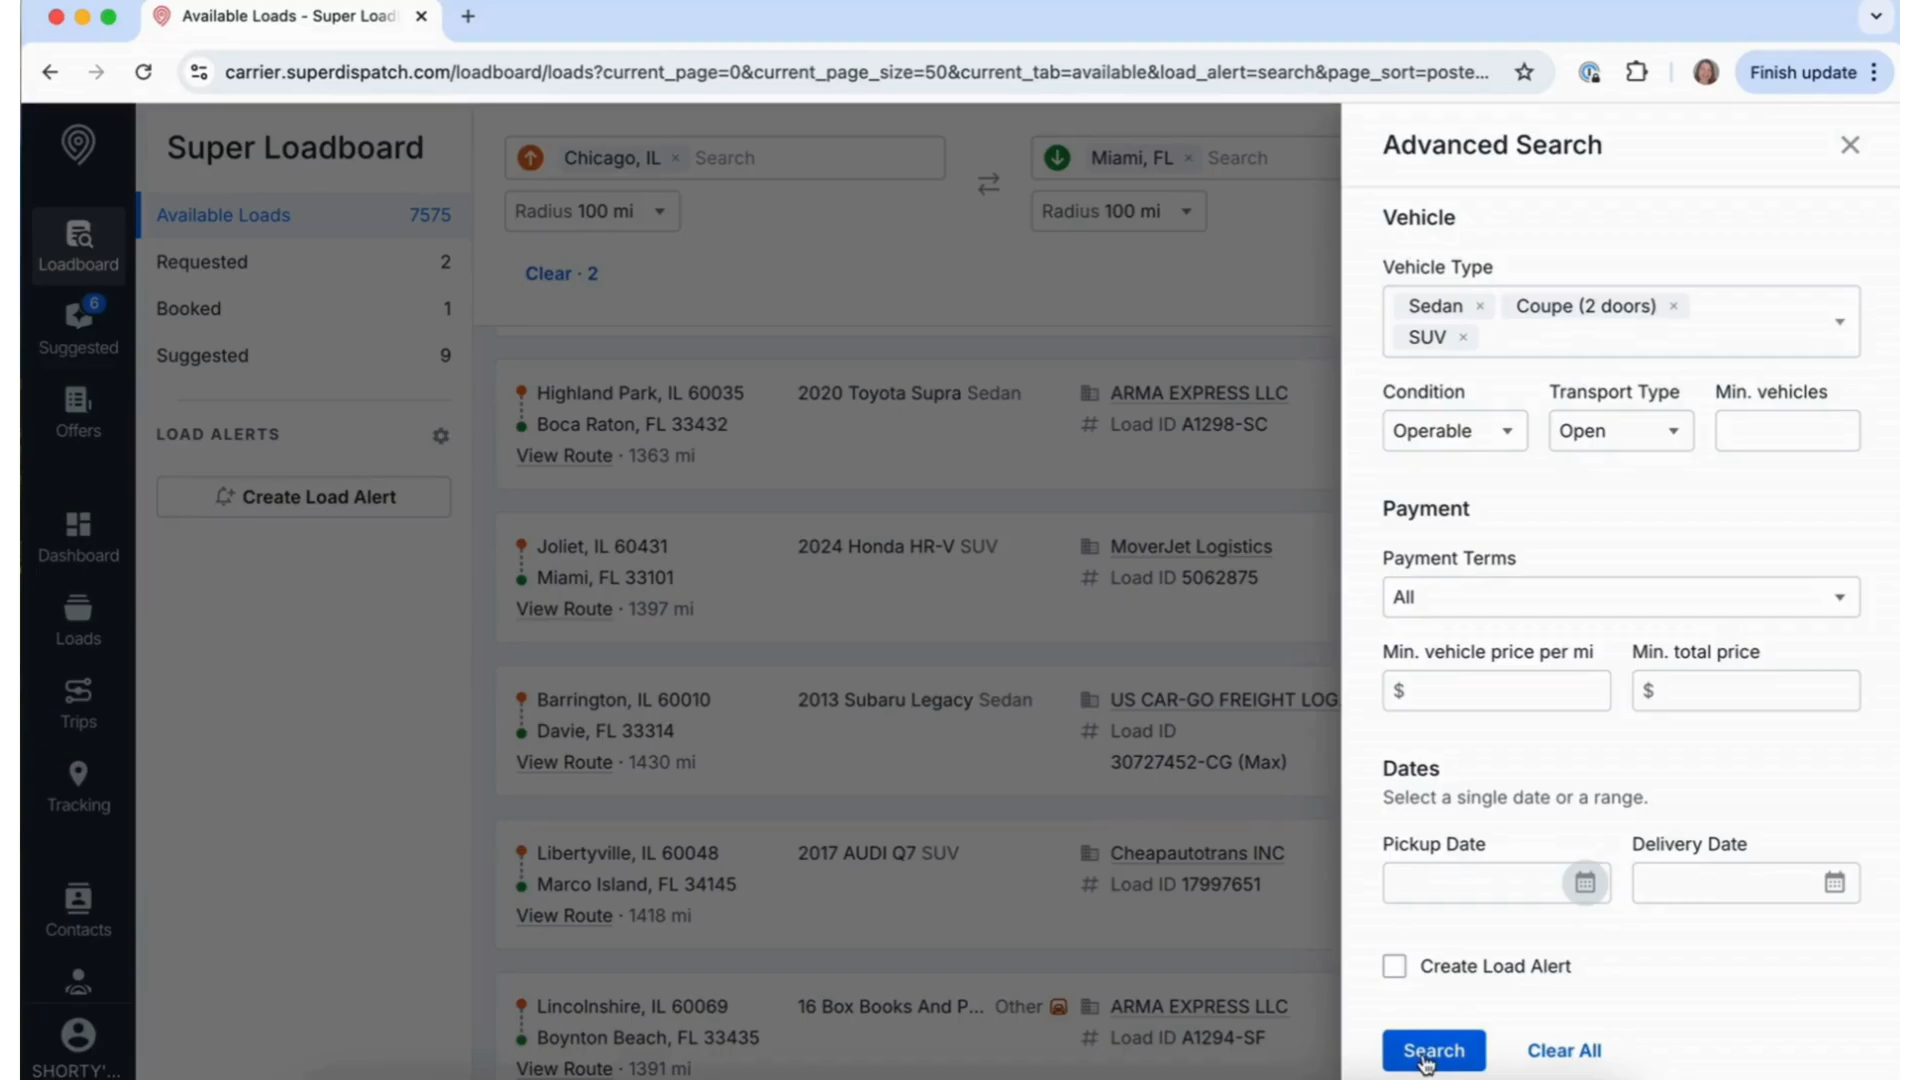 Available Loads - Super Load
carrier.superdispatch.com/loadboard/loads?current_page=0&current_page_size=50&current_tab=available&load_alert=search&page_sort=poste...
Finish update
Super Loadboard
Loadboard
6
Suggested
Offers
Dashboard
Loads
Trips
Tracking
Contacts
SHORTY'...
Available Loads 7575
Requested 2
Booked 1
Suggested 9
LOAD ALERTS
Create Load Alert
Chicago, IL × Search
Miami, FL × Search
Radius 100 mi
Radius 100 mi
Clear · 2
Highland Park, IL 60035 2020 Toyota Supra Sedan ARMA EXPRESS LLC
Boca Raton, FL 33432 # Load ID A1298-SC
View Route · 1363 mi
Joliet, IL 60431 2024 Honda HR-V SUV MoverJet Logistics
Miami, FL 33101 # Load ID 5062875
View Route · 1397 mi
Barrington, IL 60010 2013 Subaru Legacy Sedan US CAR-GO FREIGHT LOG
Davie, FL 33314 # Load ID
View Route · 1430 mi 30727452-CG (Max)
Libertyville, IL 60048 2017 AUDI Q7 SUV Cheapautotrans INC
Marco Island, FL 34145 # Load ID 17997651
View Route · 1418 mi
Lincolnshire, IL 60069 16 Box Books And P... Other ARMA EXPRESS LLC
Boynton Beach, FL 33435 # Load ID A1294-SF
View Route · 1391 mi
Advanced Search
Vehicle
Vehicle Type
Sedan × Coupe (2 doors) ×
SUV ×
Condition Transport Type Min. vehicles
Operable Open
Payment
Payment Terms
All
Min. vehicle price per mi Min. total price
$ $
Dates
Select a single date or a range.
Pickup Date Delivery Date
Create Load Alert
Search Clear All